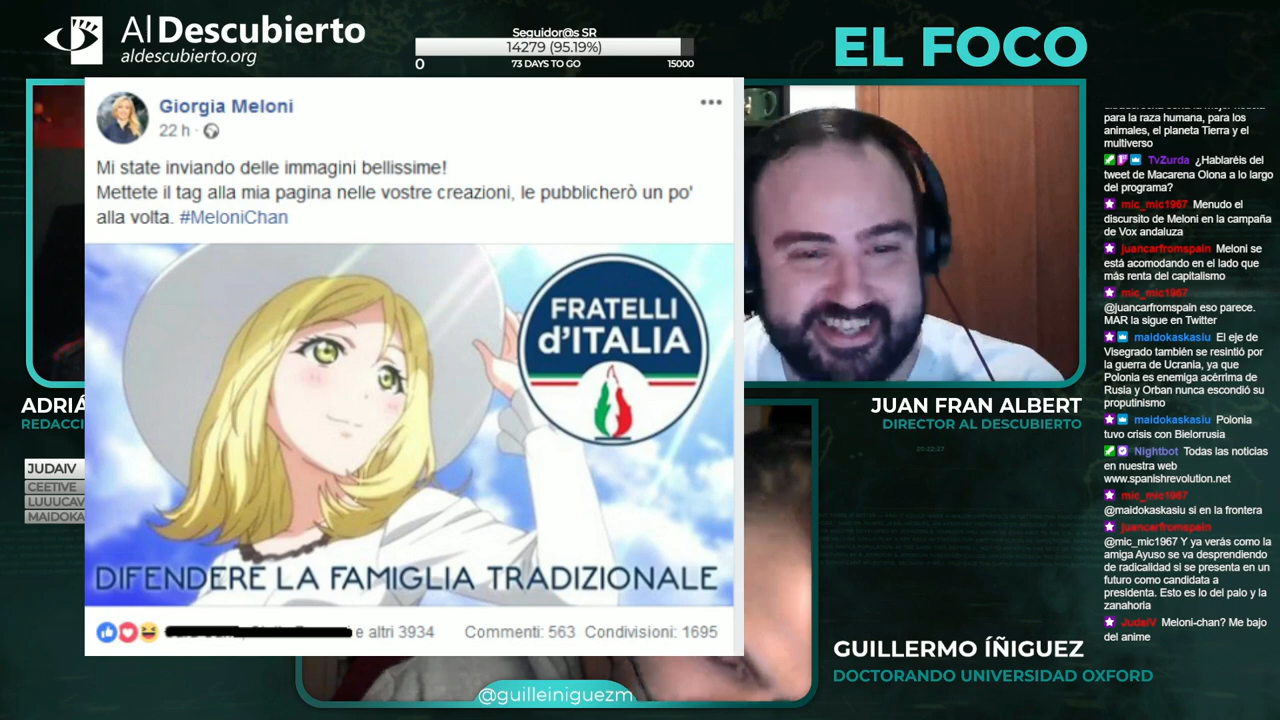 Al Descubierto
aldescubierto.org
Seguidor@s SR
14279 (95.19%)
0
73 DAYS TO GO
15000
EL FOCO
Giorgia Meloni
22 h ·
Mi state inviando delle immagini bellissime!
Mettete il tag alla mia pagina nelle vostre creazioni, le pubblicherò un po'
alla volta. #MeloniChan
FRATELLI
d'ITALIA
DIFENDERE LA FAMIGLIA TRADIZIONALE
e altri 3934
Commenti: 563
Condivisioni: 1695
ADRIÁ
REDACCI
JUDAIV
CEETIVE
LUUUCAV
MAIDOKA
JUAN FRAN ALBERT
DIRECTOR AL DESCUBIERTO
00:22:27
GUILLERMO ÍÑIGUEZ
DOCTORANDO UNIVERSIDAD OXFORD
@guilleiniguezm
para la raza humana, para los
animales, el planeta Tierra y el
multiverso
TvZurda ¿Hablaréis del
tweet de Macarena Olona a lo largo
del programa?
mic_mic1967 Menudo el
discursito de Meloni en la campaña
de Vox andaluza
juancarfromspain Meloni se
está acomodando en el lado que
más renta del capitalismo
mic_mic1967
@juancarfromspain eso parece.
MAR la sigue en Twitter
maidokaskasiu El eje de
Visegrado también se resintió por
la guerra de Ucrania, ya que
Polonia es enemiga acérrima de
Rusia y Orban nunca escondió su
proputinismo
maidokaskasiu Polonia
tuvo crisis con Bielorrusia
Nightbot Todas las noticias
en nuestra web
www.spanishrevolution.net
mic_mic1967
@maidokaskasiu si en la frontera
juancarfromspain
@mic_mic1967 Y ya verás como la
amiga Ayuso se va desprendiendo
de radicalidad si se presenta en un
futuro como candidata a
presidenta. Esto es lo del palo y la
zanahoria
JudaIV Meloni-chan? Me bajo
del anime